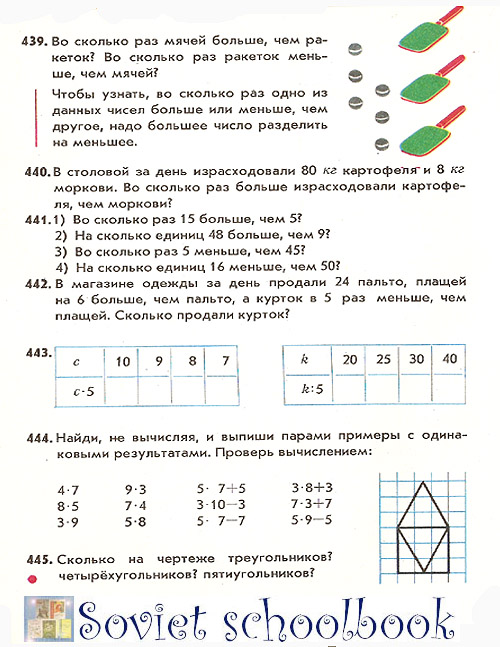 439. Во сколько раз мячей больше, чем ра-
кеток? Во сколько раз ракеток мень-
ше, чем мячей?
Чтобы узнать, во сколько раз одно из
данных чисел больше или меньше, чем
другое, надо большее число разделить
на меньшее.
440. В столовой за день израсходовали 80 кг картофеля и 8 кг
моркови. Во сколько раз больше израсходовали картофе-
ля, чем моркови?
441. 1) Во сколько раз 15 больше, чем 5?
2) На сколько единиц 48 больше, чем 9?
3) Во сколько раз 5 меньше, чем 45?
4) На сколько единиц 16 меньше, чем 50?
442. В магазине одежды за день продали 24 пальто, плащей
на 6 больше, чем пальто, а курток в 5 раз меньше, чем
плащей. Сколько продали курток?
443. c 10 9 8 7 k 20 25 30 40
c·5 k:5
444. Найди, не вычисляя, и выпиши парами примеры с одина-
ковыми результатами. Проверь вычислением:
4·7 9·3 5·7+5 3·8+3
8·5 7·4 3·10−3 7·3+7
3·9 5·8 5·7−7 5·9−5
445. Сколько на чертеже треугольников?
четырёхугольников? пятиугольников?
Soviet schoolbook